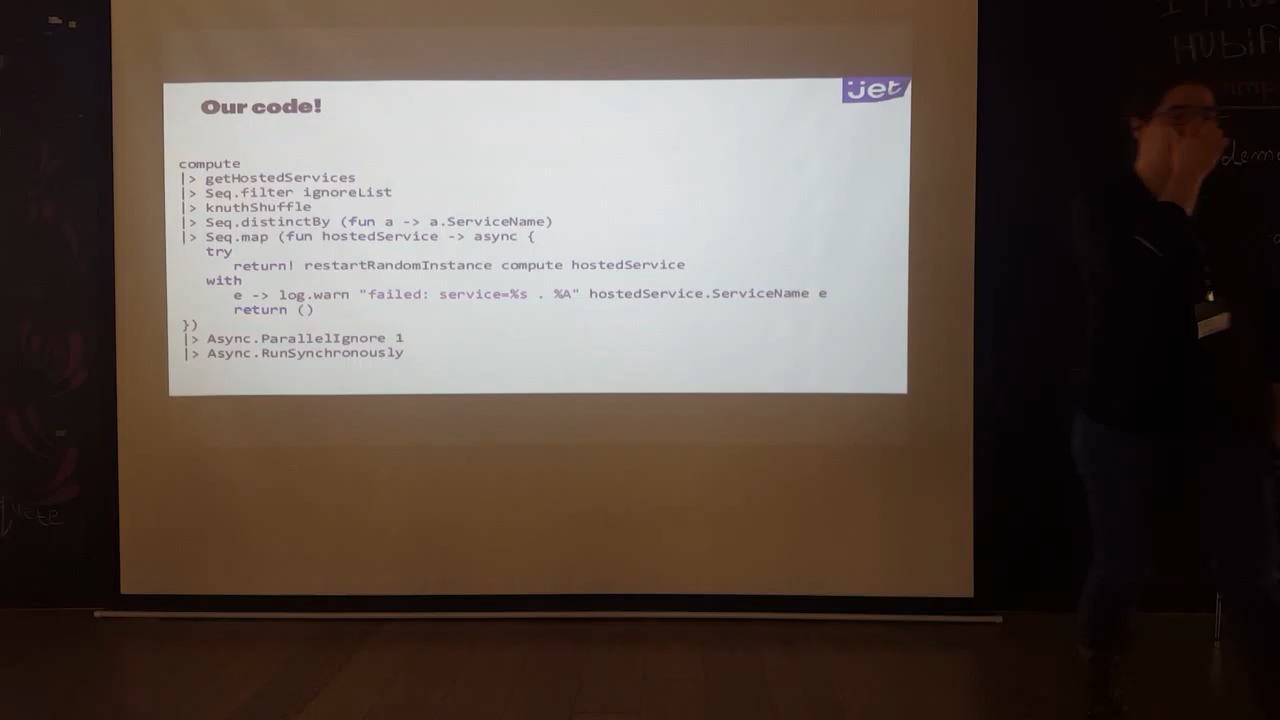 Our code!
jet
compute
|> getHostedServices
|> Seq.filter ignoreList
|> knuthShuffle
|> Seq.distinctBy (fun a -> a.ServiceName)
|> Seq.map (fun hostedService -> async {
try
return! restartRandomInstance compute hostedService
with
e -> log.warn "failed: service=%s . %A" hostedService.ServiceName e
return ()
})
|> Async.ParallelIgnore 1
|> Async.RunSynchronously